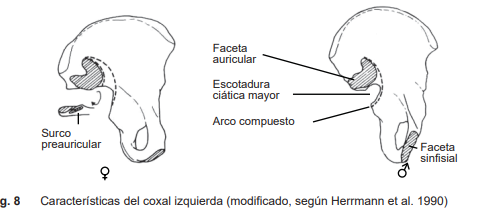 Faceta
auricular
Escotadura
ciática mayor
Arco compuesto
Surco
preauricular
Faceta
sinfisial
♀
♂
g. 8 Características del coxal izquierda (modificado, según Herrmann et al. 1990)